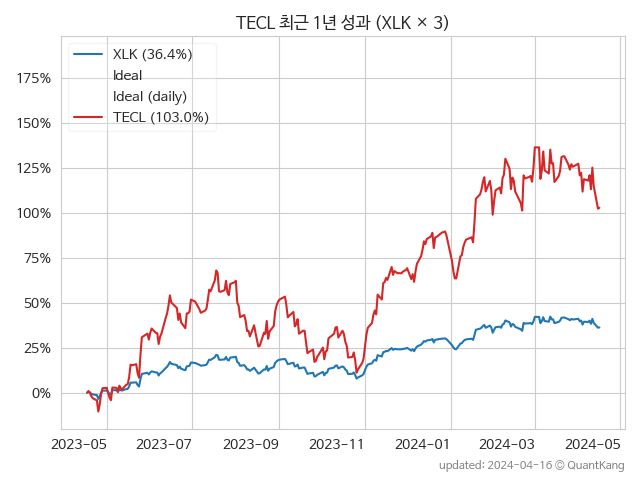 TECL 최근 1년 성과 (XLK × 3)
XLK (36.4%)
Ideal
Ideal (daily)
TECL (103.0%)
175%
150%
125%
100%
75%
50%
25%
0%
2023-05 2023-07 2023-09 2023-11 2024-01 2024-03 2024-05
updated: 2024-04-16 © QuantKang